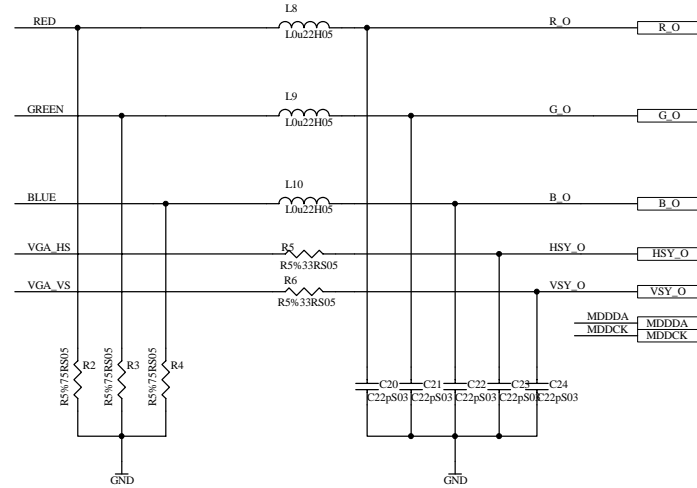 L8
RED
R_O
R_O
L0u22H05
L9
GREEN
G_O
G_O
L0u22H05
L10
BLUE
B_O
B_O
L0u22H05
VGA_HS
R5
HSY_O
HSY_O
R5%33RS05
VGA_VS
R6
VSY_O
VSY_O
R5%33RS05
MDDDA
MDDDA
MDDCK
MDDCK
R5%75RS05
R2
R5%75RS05
R3
R5%75RS05
R4
C20
C21
C22
C23
C24
C22pS03
C22pS03
C22pS03
C22pS03
C22pS03
GND
GND